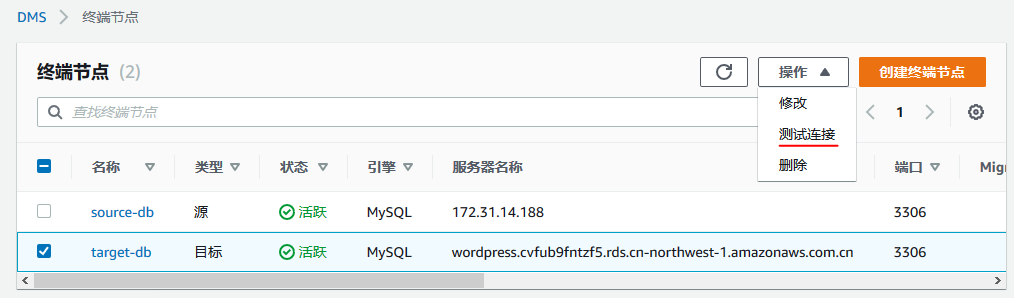 DMS 终端节点
终端节点 (2) 操作 创建终端节点
查找终端节点 1
修改
测试连接
删除
名称 类型 状态 引擎 服务器名称 端口 Migr
source-db 源 活跃 MySQL 172.31.14.188 3306
target-db 目标 活跃 MySQL wordpress.cvfub9fntzf5.rds.cn-northwest-1.amazonaws.com.cn 3306